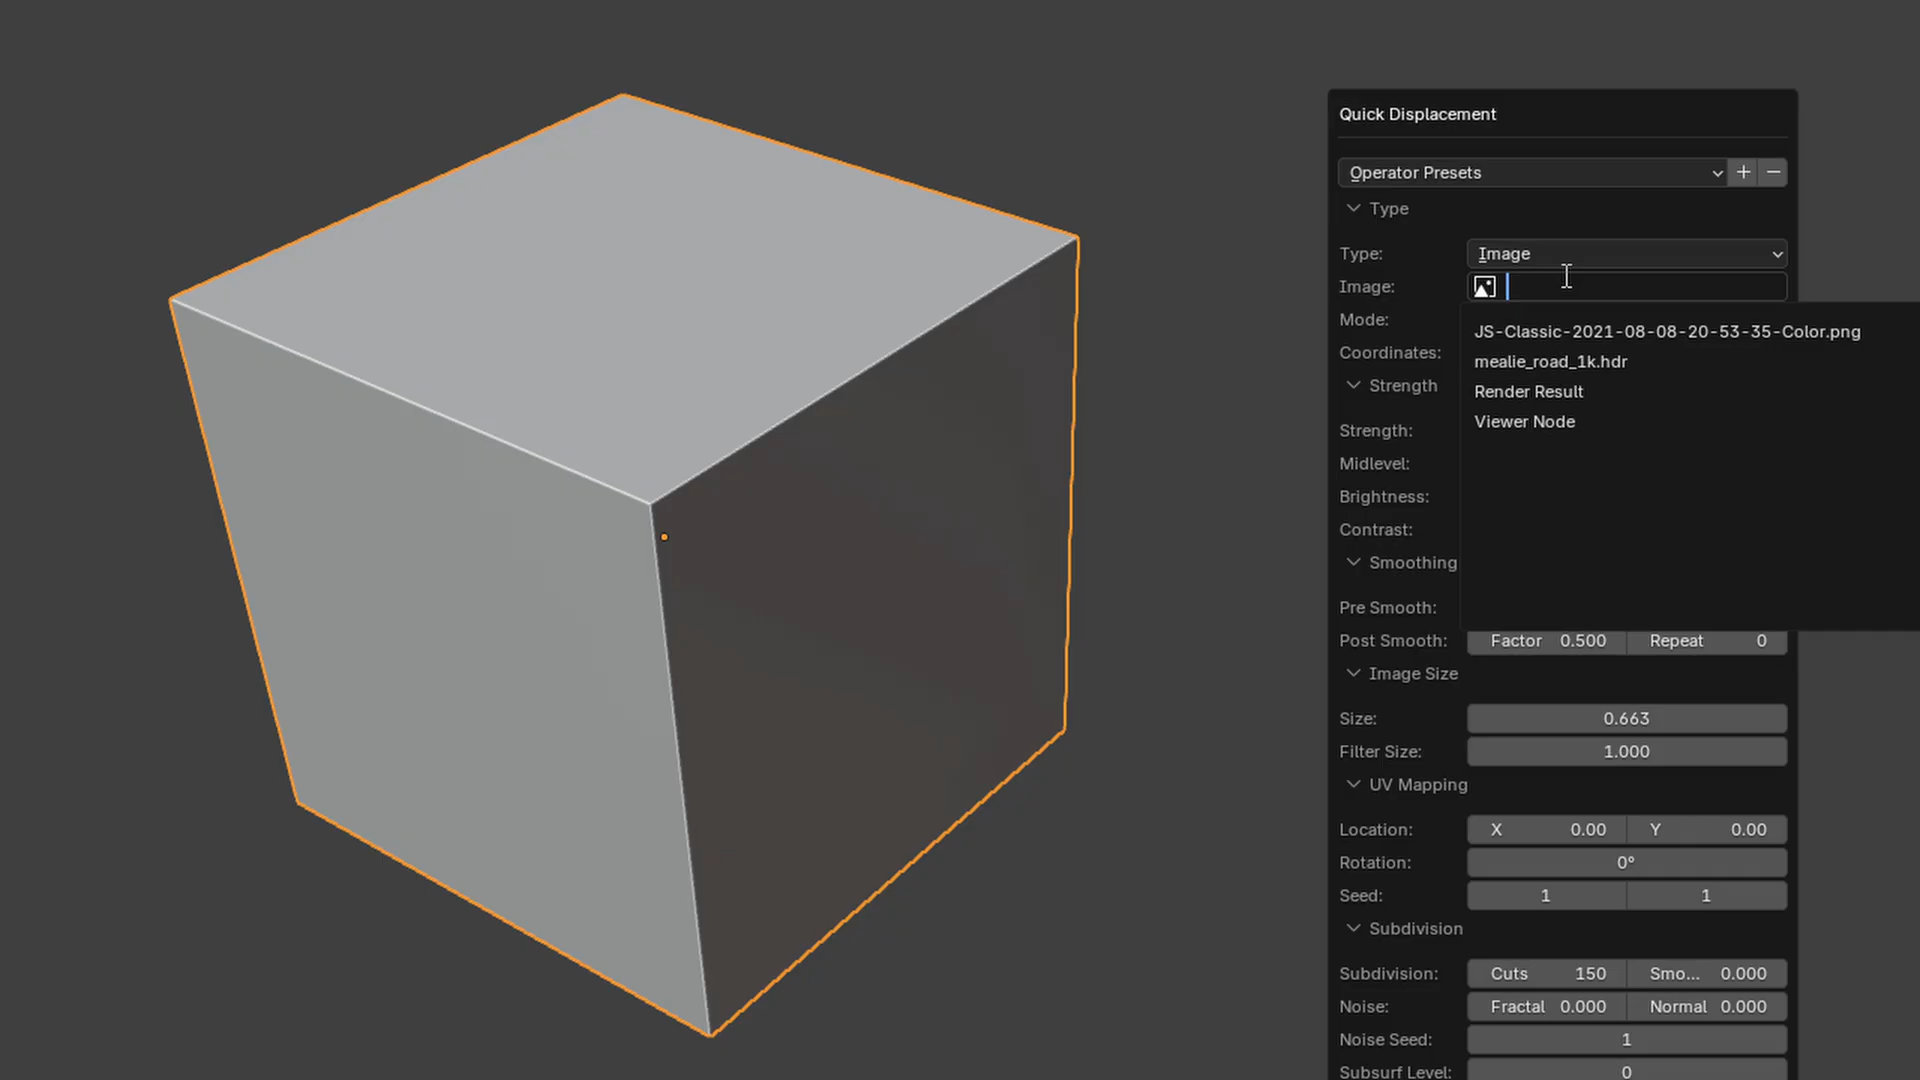 Quick Displacement
Operator Presets + −
Type
Type: Image
Image:
JS-Classic-2021-08-08-20-53-35-Color.png
mealie_road_1k.hdr
Render Result
Viewer Node
Mode:
Coordinates:
Strength
Strength:
Midlevel:
Brightness:
Contrast:
Smoothing
Pre Smooth:
Post Smooth: Factor 0.500 Repeat 0
Image Size
Size: 0.663
Filter Size: 1.000
UV Mapping
Location: X 0.00 Y 0.00
Rotation: 0°
Seed: 1 1
Subdivision
Subdivision: Cuts 150 Smo... 0.000
Noise: Fractal 0.000 Normal 0.000
Noise Seed: 1
Subsurf Level: 0